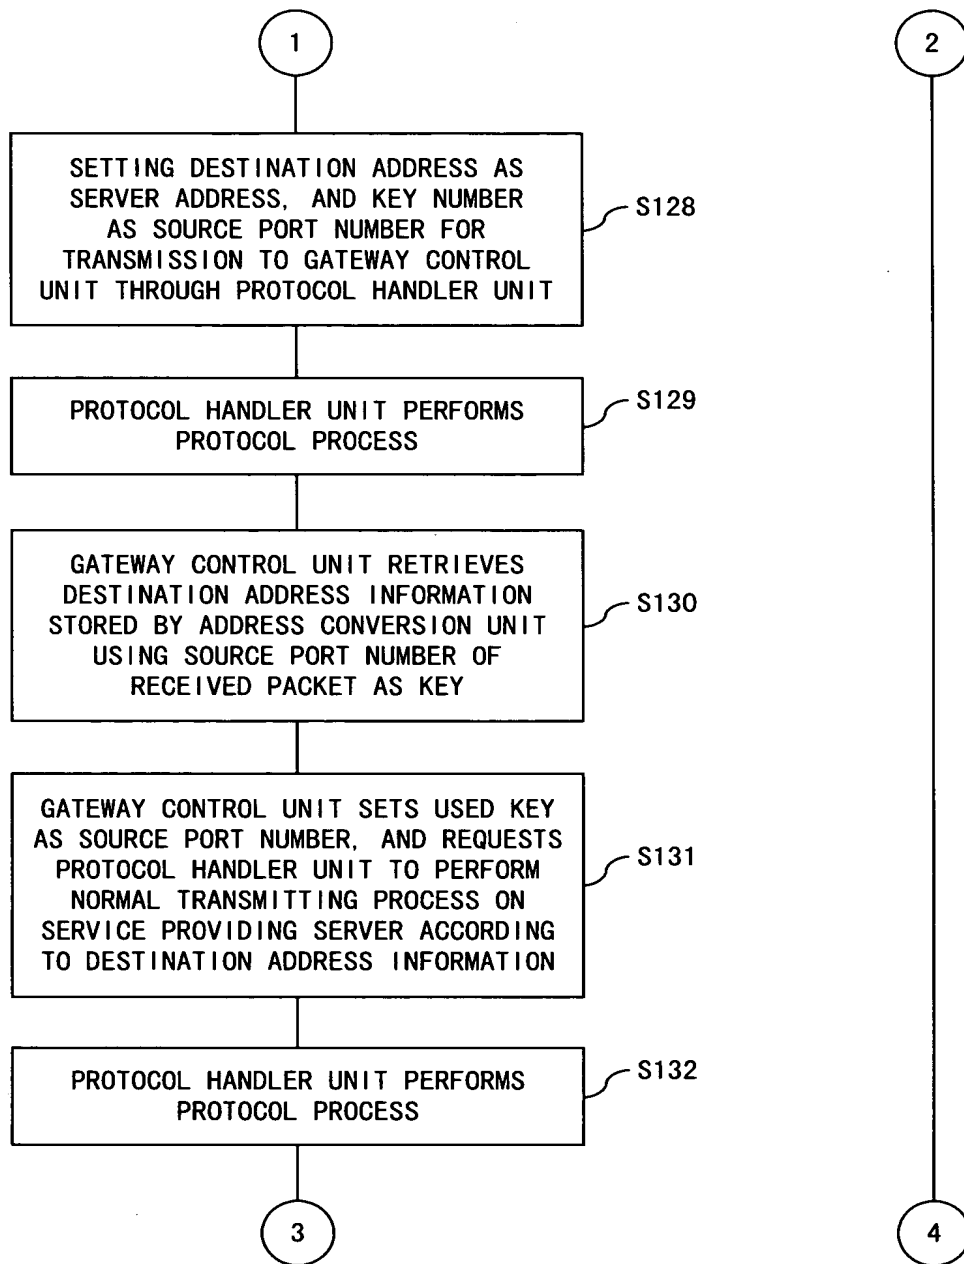 1
2
SETTING DESTINATION ADDRESS AS
SERVER ADDRESS, AND KEY NUMBER
AS SOURCE PORT NUMBER FOR
TRANSMISSION TO GATEWAY CONTROL
UNIT THROUGH PROTOCOL HANDLER UNIT
S128
PROTOCOL HANDLER UNIT PERFORMS
PROTOCOL PROCESS
S129
GATEWAY CONTROL UNIT RETRIEVES
DESTINATION ADDRESS INFORMATION
STORED BY ADDRESS CONVERSION UNIT
USING SOURCE PORT NUMBER OF
RECEIVED PACKET AS KEY
S130
GATEWAY CONTROL UNIT SETS USED KEY
AS SOURCE PORT NUMBER, AND REQUESTS
PROTOCOL HANDLER UNIT TO PERFORM
NORMAL TRANSMITTING PROCESS ON
SERVICE PROVIDING SERVER ACCORDING
TO DESTINATION ADDRESS INFORMATION
S131
PROTOCOL HANDLER UNIT PERFORMS
PROTOCOL PROCESS
S132
3
4